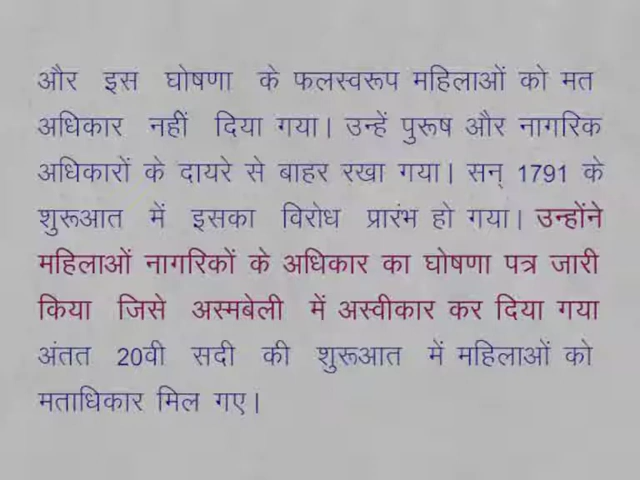 और इस घोषणा के फलस्वरूप महिलाओं को मत
अधिकार नहीं दिया गया। उन्हें पुरूष और नागरिक
अधिकारों के दायरे से बाहर रखा गया। सन् 1791 के
शुरूआत में इसका विरोध प्रारंभ हो गया। उन्होंने
महिलाओं नागरिकों के अधिकार का घोषणा पत्र जारी
किया जिसे अस्मबेली में अस्वीकार कर दिया गया
अंतत 20वी सदी की शुरूआत में महिलाओं को
मताधिकार मिल गए।